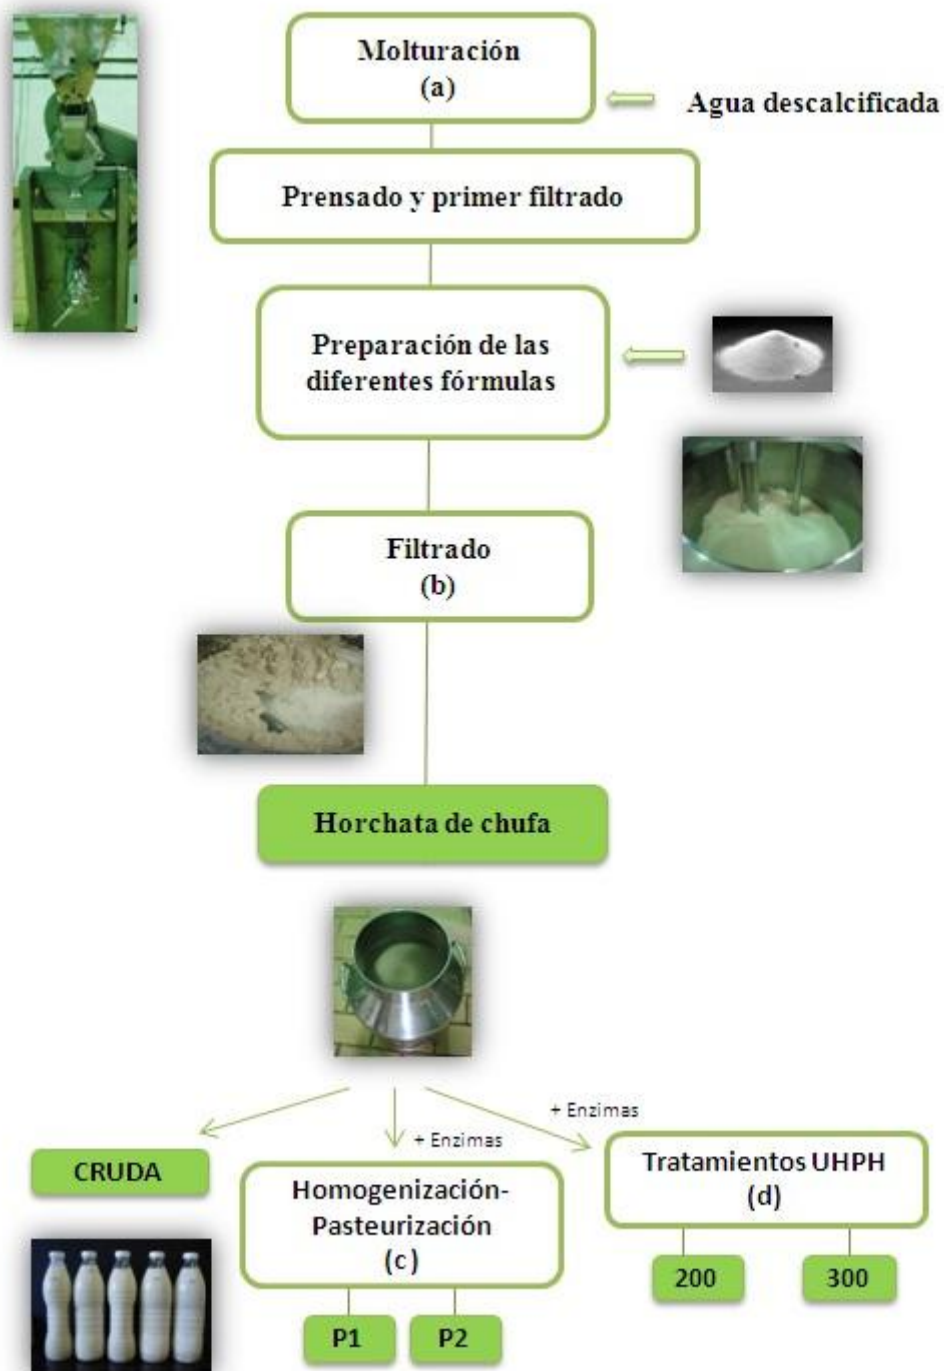 Molturación
(a)
Agua descalcificada
Prensado y primer filtrado
Preparación de las
diferentes fórmulas
Filtrado
(b)
Horchata de chufa
+ Enzimas
+ Enzimas
CRUDA
Homogenización-
Pasteurización
(c)
Tratamientos UHPH
(d)
200
300
P1
P2